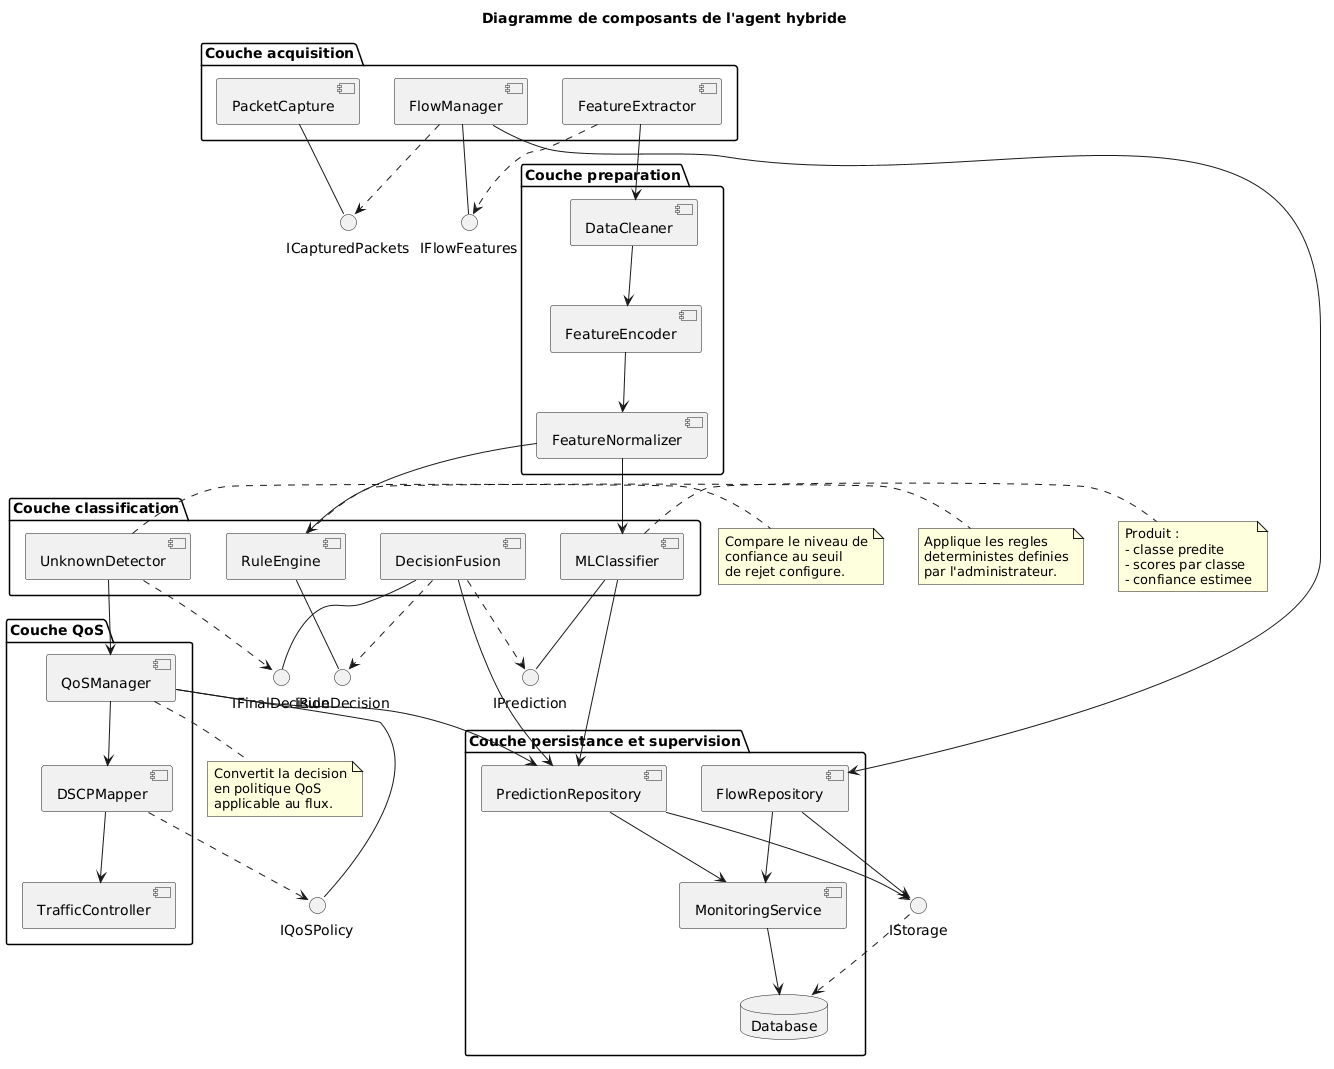 Diagramme de composants de l'agent hybride
Couche acquisition
PacketCapture
FlowManager
FeatureExtractor
Couche preparation
DataCleaner
ICapturedPackets
IFlowFeatures
FeatureEncoder
FeatureNormalizer
Couche classification
UnknownDetector
RuleEngine
DecisionFusion
MLClassifier
Compare le niveau de
confiance au seuil
de rejet configure.
Applique les regles
deterministes definies
par l'administrateur.
Produit :
- classe predite
- scores par classe
- confiance estimee
Couche QoS
QoSManager
IFinalDecision
IRuleDecision
IPrediction
Couche persistance et supervision
Convertit la decision
en politique QoS
applicable au flux.
DSCPMapper
PredictionRepository
FlowRepository
TrafficController
IQoSPolicy
MonitoringService
IStorage
Database